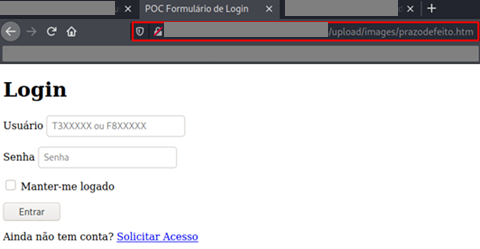 POC Formulário de Login
/upload/images/prazodefeito.htm
Login
Usuário T3XXXXX ou F8XXXXX
Senha Senha
Manter-me logado
Entrar
Ainda não tem conta? Solicitar Acesso